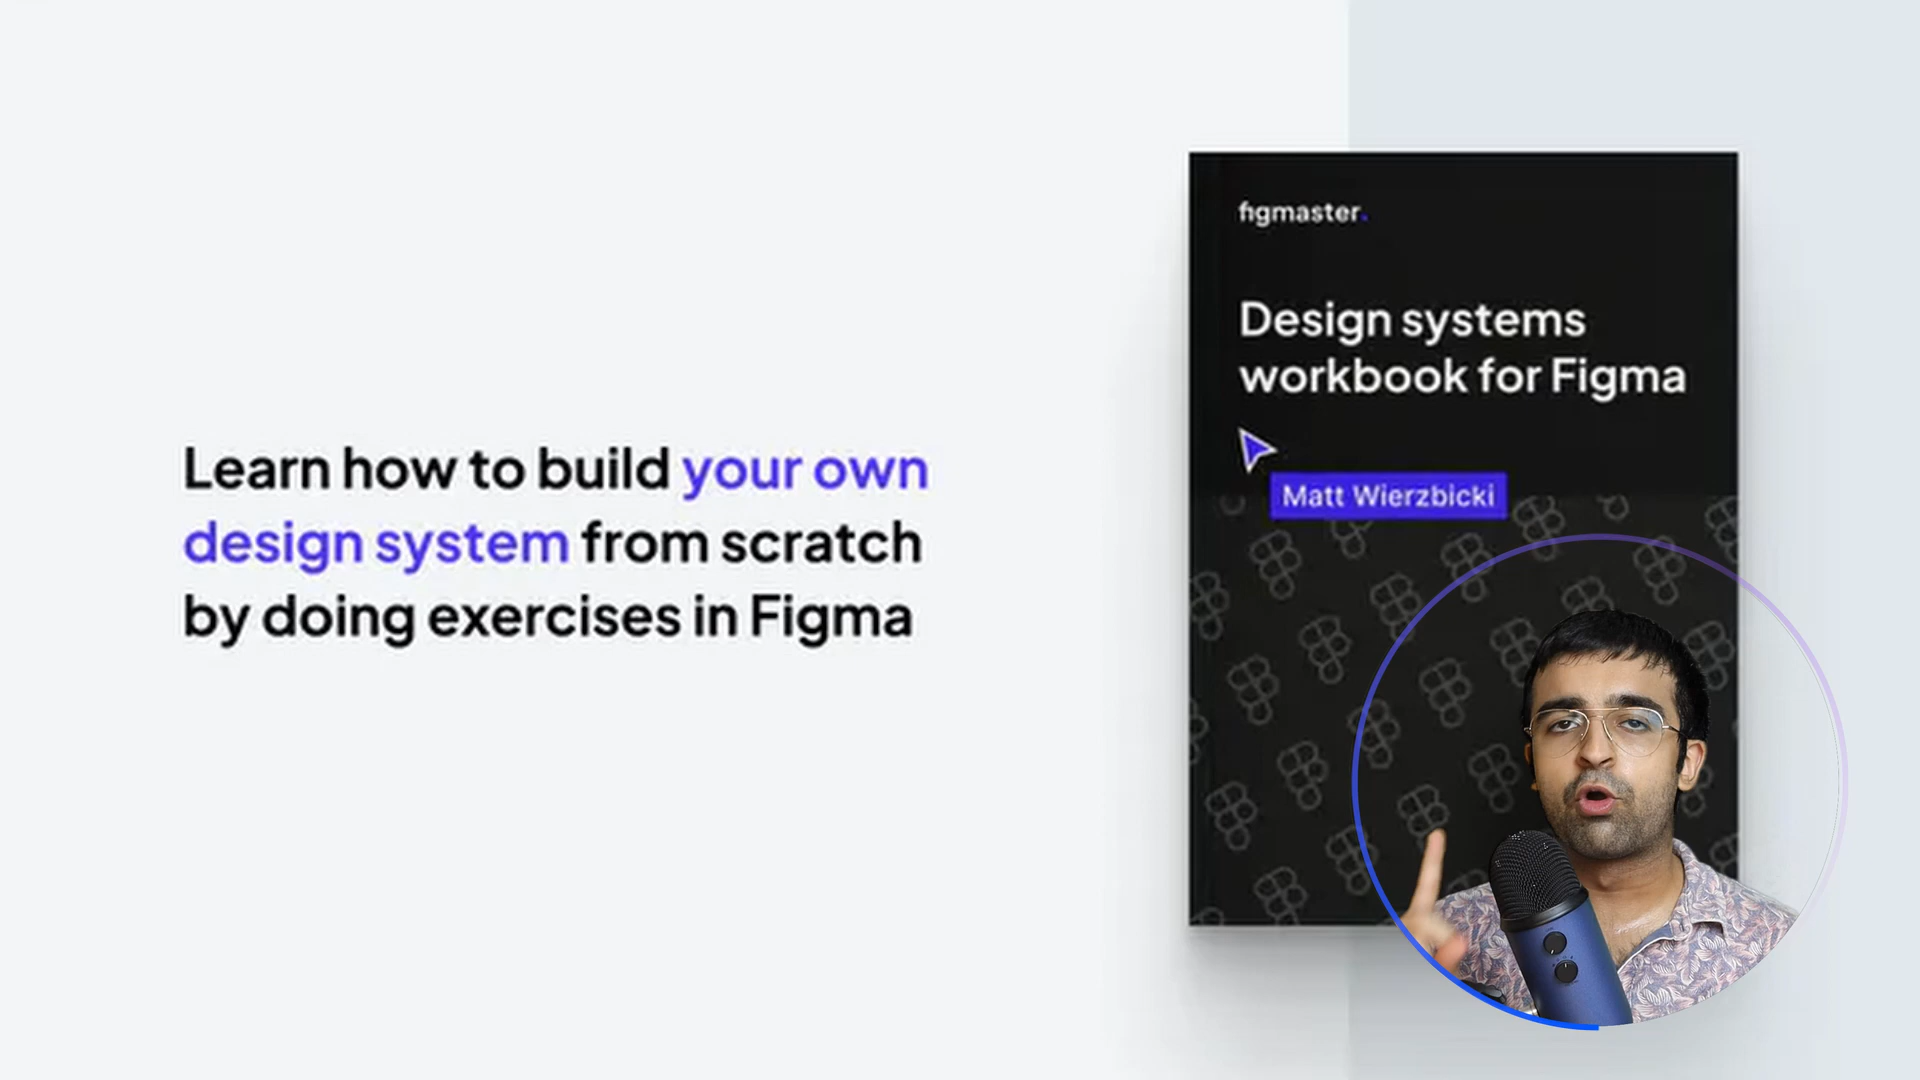 Learn how to build your own
design system from scratch
by doing exercises in Figma
figmaster.
Design systems
workbook for Figma
Matt Wierzbicki